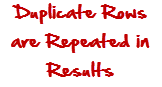 Duplicate Rows
are Repeated in
Results